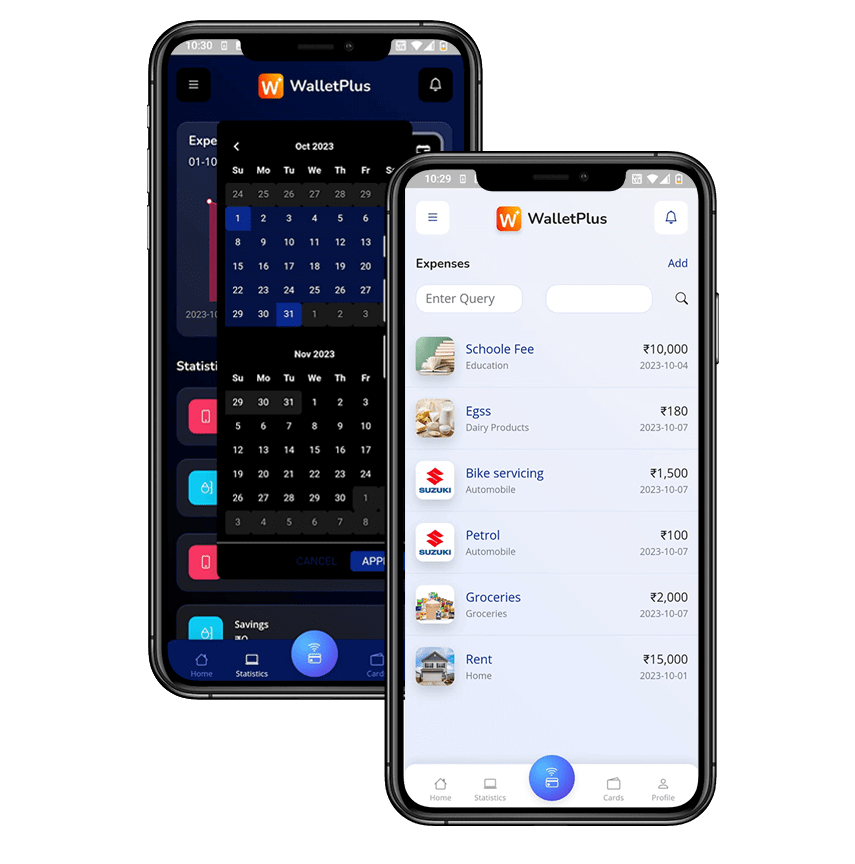 10:30
W WalletPlus
Expe
01-10
Oct 2023
Su Mo Tu We Th Fr
24 25 26 27 28 29
1 2 3 4 5 6
8 9 10 11 12 13
15 16 17 18 19 20
22 23 24 25 26 27
29 30 31 1 2 3
2023-10
Nov 2023
Su Mo Tu We Th Fr
29 30 31 1 2 3
5 6 7 8 9 10
12 13 14 15 16 17
19 20 21 22 23 24
26 27 28 29 30 1
3 4 5 6 7 8
CANCEL APP
Statisti
Savings
₹0
Home Statistics Card
10:29
W WalletPlus
Expenses Add
Enter Query
Schoole Fee ₹10,000
Education 2023-10-04
Egss ₹180
Dairy Products 2023-10-07
SUZUKI
Bike servicing ₹1,500
Automobile 2023-10-07
SUZUKI
Petrol ₹100
Automobile 2023-10-07
Groceries ₹2,000
Groceries 2023-10-07
Rent ₹15,000
Home 2023-10-01
Home Statistics Cards Profile